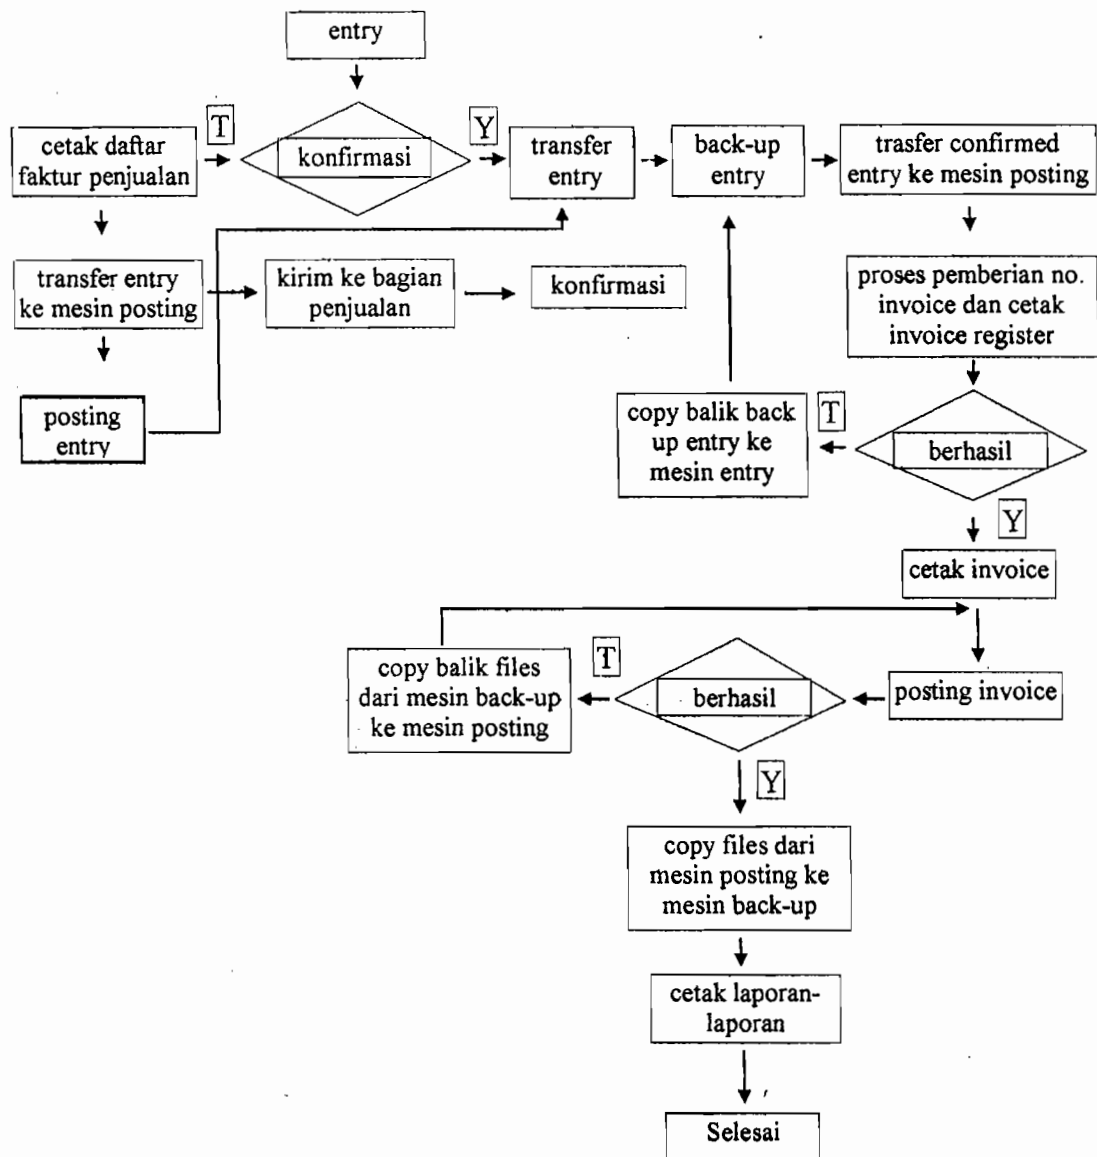 entry
T
Y
cetak daftar
faktur penjualan
konfirmasi
transfer
entry
back-up
entry
trasfer confirmed
entry ke mesin posting
transfer entry
ke mesin posting
kirim ke bagian
penjualan
konfirmasi
proses pemberian no.
invoice dan cetak
invoice register
posting
entry
copy balik back
up entry ke
mesin entry
T
berhasil
Y
cetak invoice
copy balik files
dari mesin back-up
ke mesin posting
T
berhasil
posting invoice
Y
copy files dari
mesin posting ke
mesin back-up
cetak laporan-
laporan
Selesai